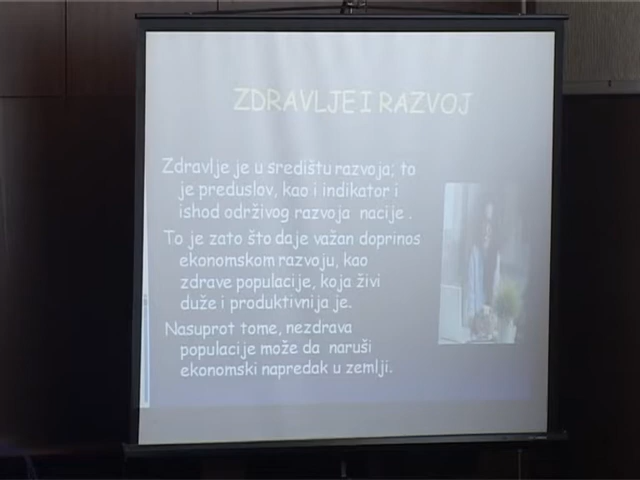 ZDRAVLJE I RAZVOJ
Zdravlje je u središtu razvoja; to
je preduslov, kao i indikator i
ishod održivog razvoja nacije .
To je zato što daje važan doprinos
ekonomskom razvoju, kao
zdrave populacije, koja živi
duže i produktivnija je.
Nasuprot tome, nezdrava
populacije može da naruši
ekonomski napredak u zemlji.